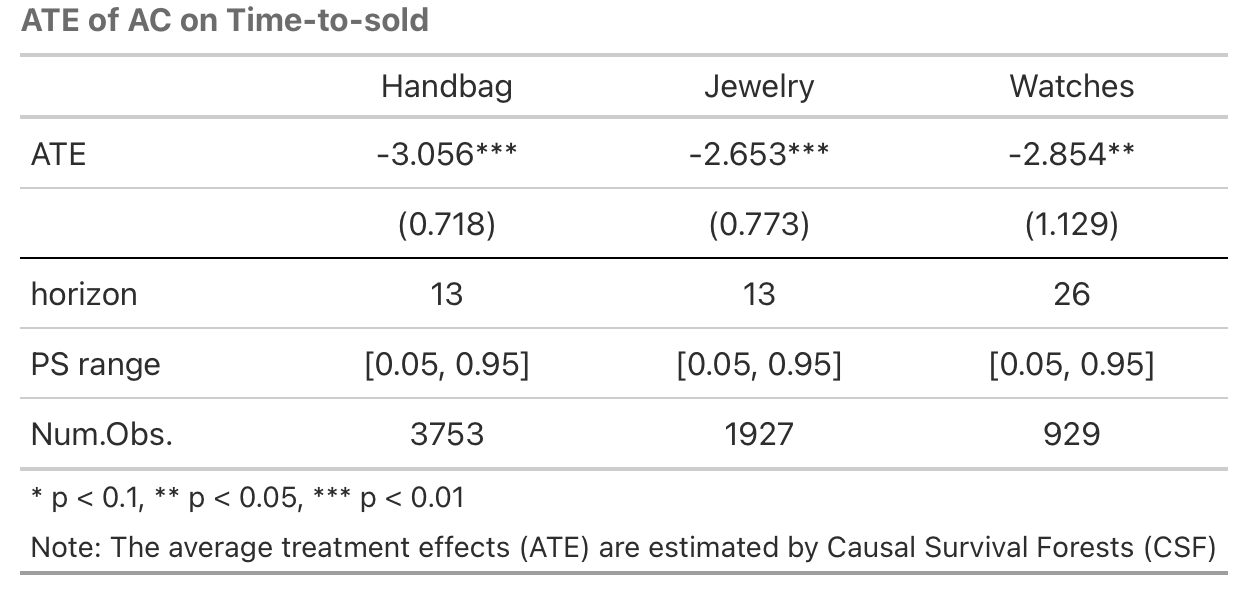 ATE of AC on Time-to-sold
Handbag Jewelry Watches
ATE -3.056*** -2.653*** -2.854**
(0.718) (0.773) (1.129)
horizon 13 13 26
PS range [0.05, 0.95] [0.05, 0.95] [0.05, 0.95]
Num.Obs. 3753 1927 929
* p < 0.1, ** p < 0.05, *** p < 0.01
Note: The average treatment effects (ATE) are estimated by Causal Survival Forests (CSF)